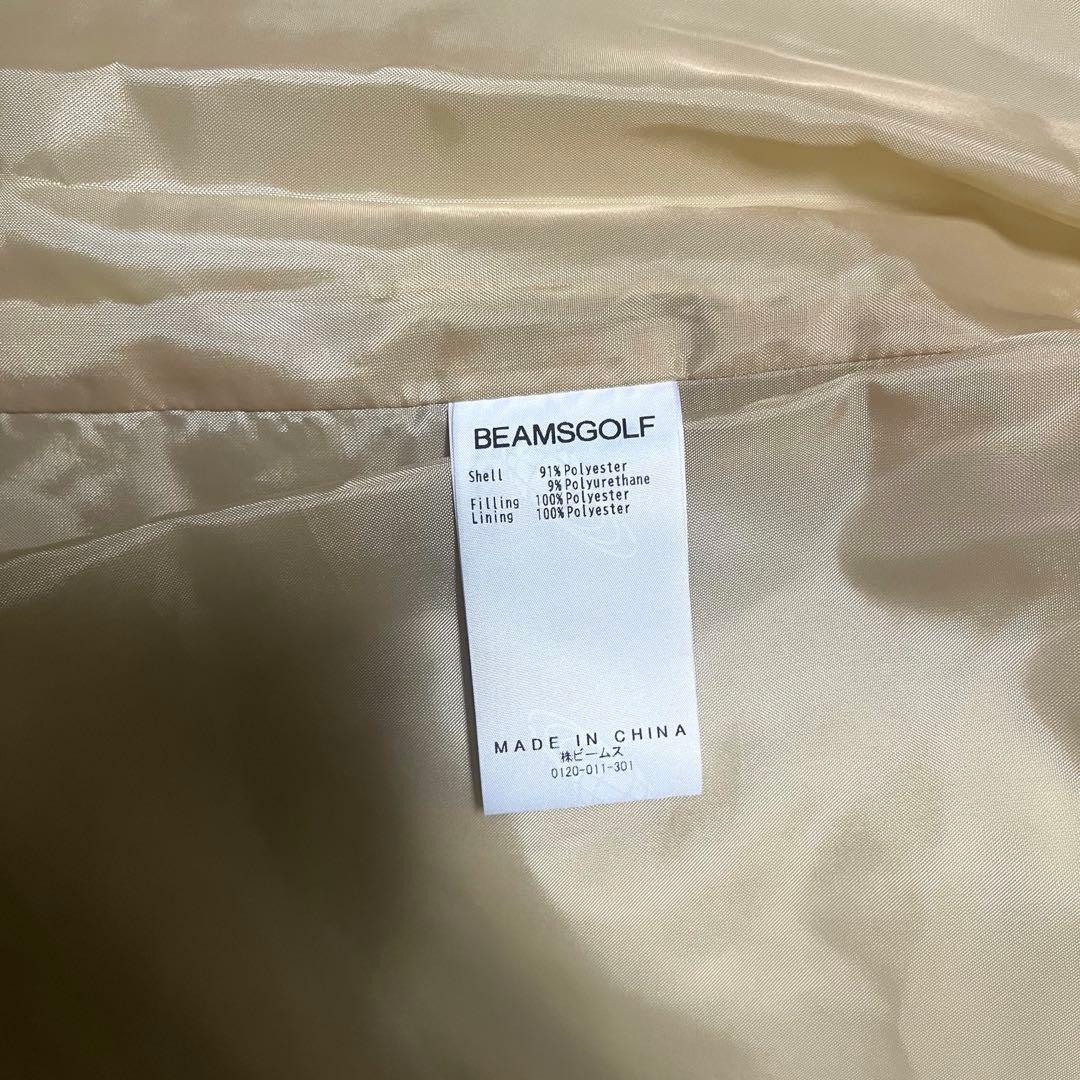 BEAMSGOLF
Shell 91%Polyester
9%Polyurethane
Filling 100%Polyester
Lining 100%Polyester
MADE IN CHINA
株ビームス
0120-011-301